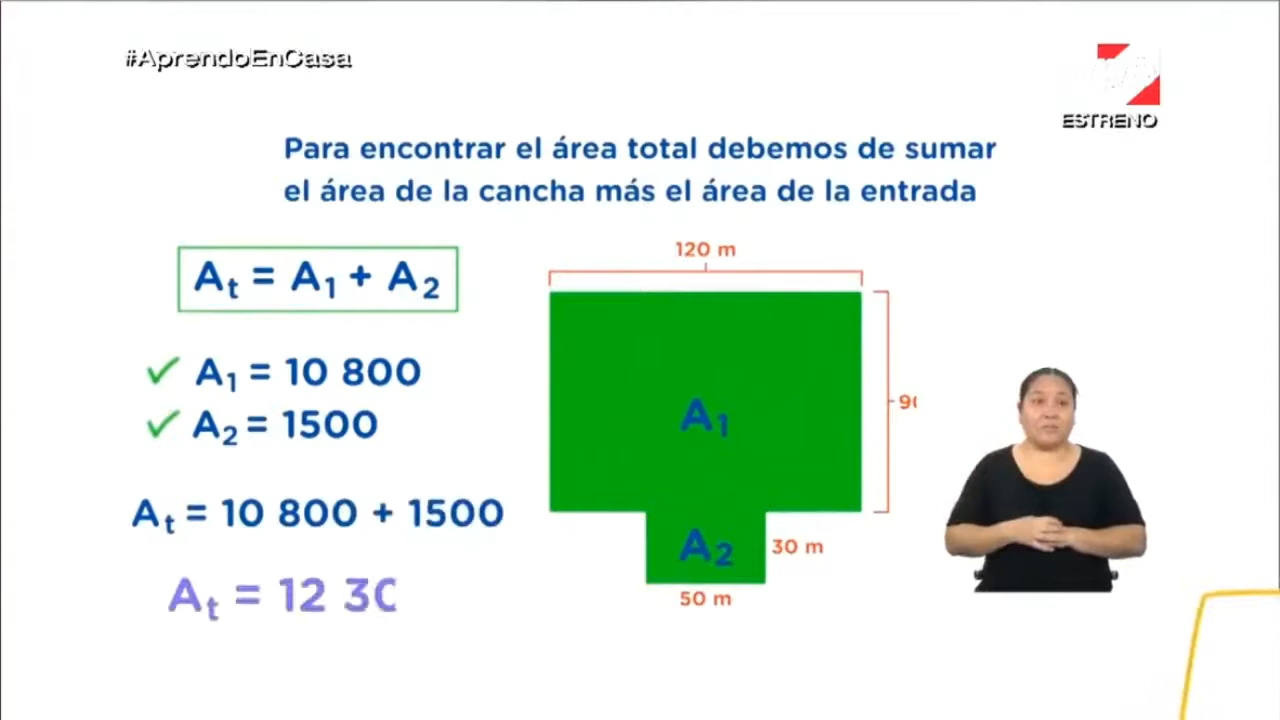 #AprendoEnCasa
ESTRENO
Para encontrar el área total debemos de sumar
el área de la cancha más el área de la entrada
120 m
At = A1 + A2
A1 = 10 800
A2 = 1500
At = 10 800 + 1500
At = 12 30
A1
90
A2
30 m
50 m